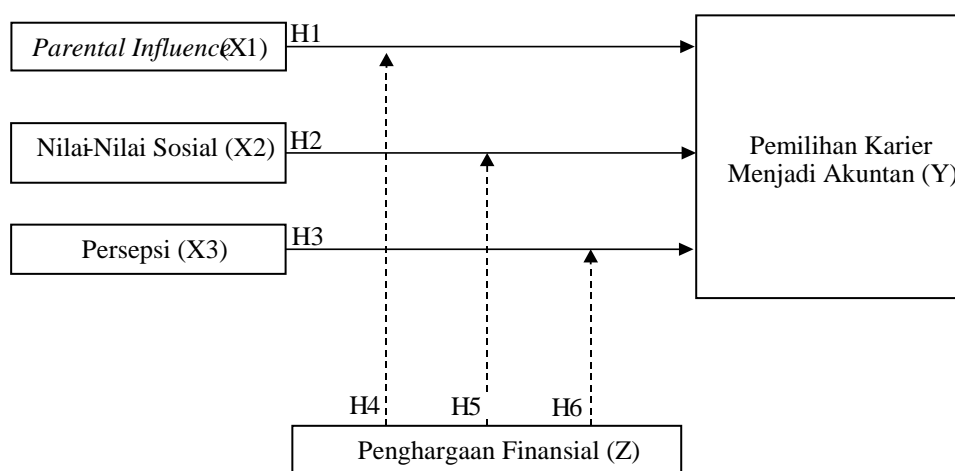 H1
Parental Influence (X1)
H2
Nilai-Nilai Sosial (X2)
Pemilihan Karier
Menjadi Akuntan (Y)
H3
Persepsi (X3)
H4 H5 H6
Penghargaan Finansial (Z)